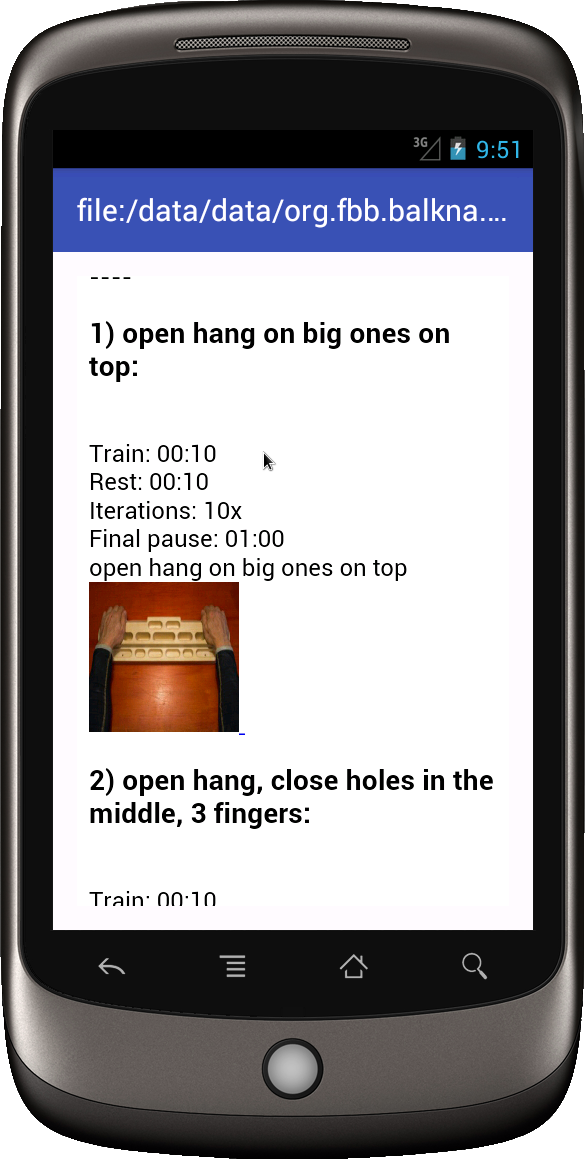 3G 9:51
file:/data/data/org.fbb.balkna....
----
1) open hang on big ones on
top:
Train: 00:10
Rest: 00:10
Iterations: 10x
Final pause: 01:00
open hang on big ones on top
2) open hang, close holes in the
middle, 3 fingers:
Train: 00:10